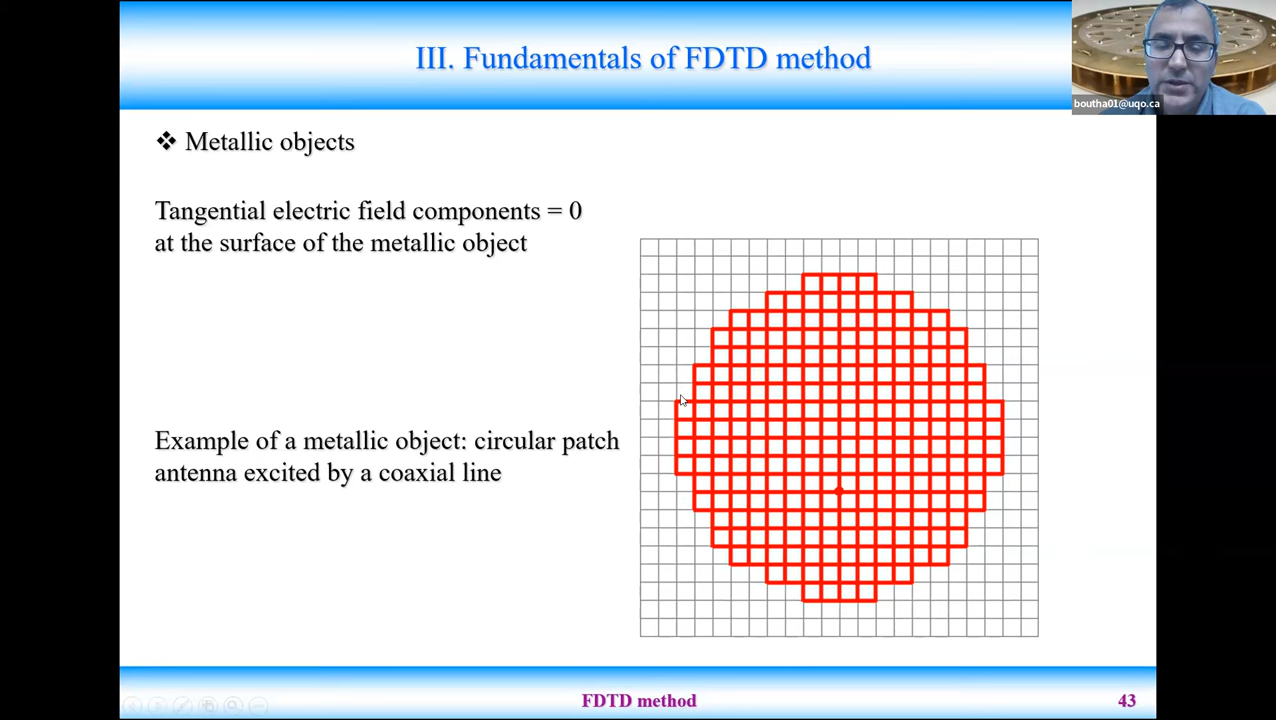 III. Fundamentals of FDTD method
boutha01@uqo.ca
❖ Metallic objects
Tangential electric field components = 0
at the surface of the metallic object
Example of a metallic object: circular patch
antenna excited by a coaxial line
FDTD method
43